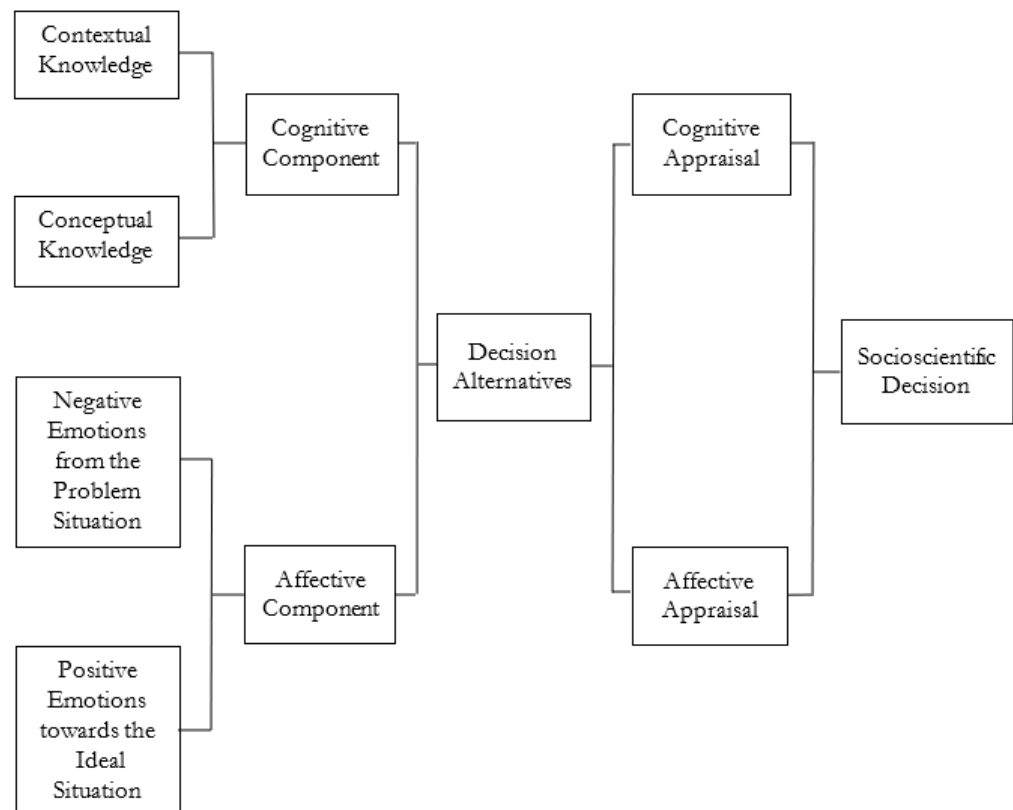 Contextual
Knowledge
Cognitive
Component
Conceptual
Knowledge
Negative
Emotions
from the
Problem
Situation
Affective
Component
Positive
Emotions
towards the
Ideal
Situation
Decision
Alternatives
Cognitive
Appraisal
Affective
Appraisal
Socioscientific
Decision